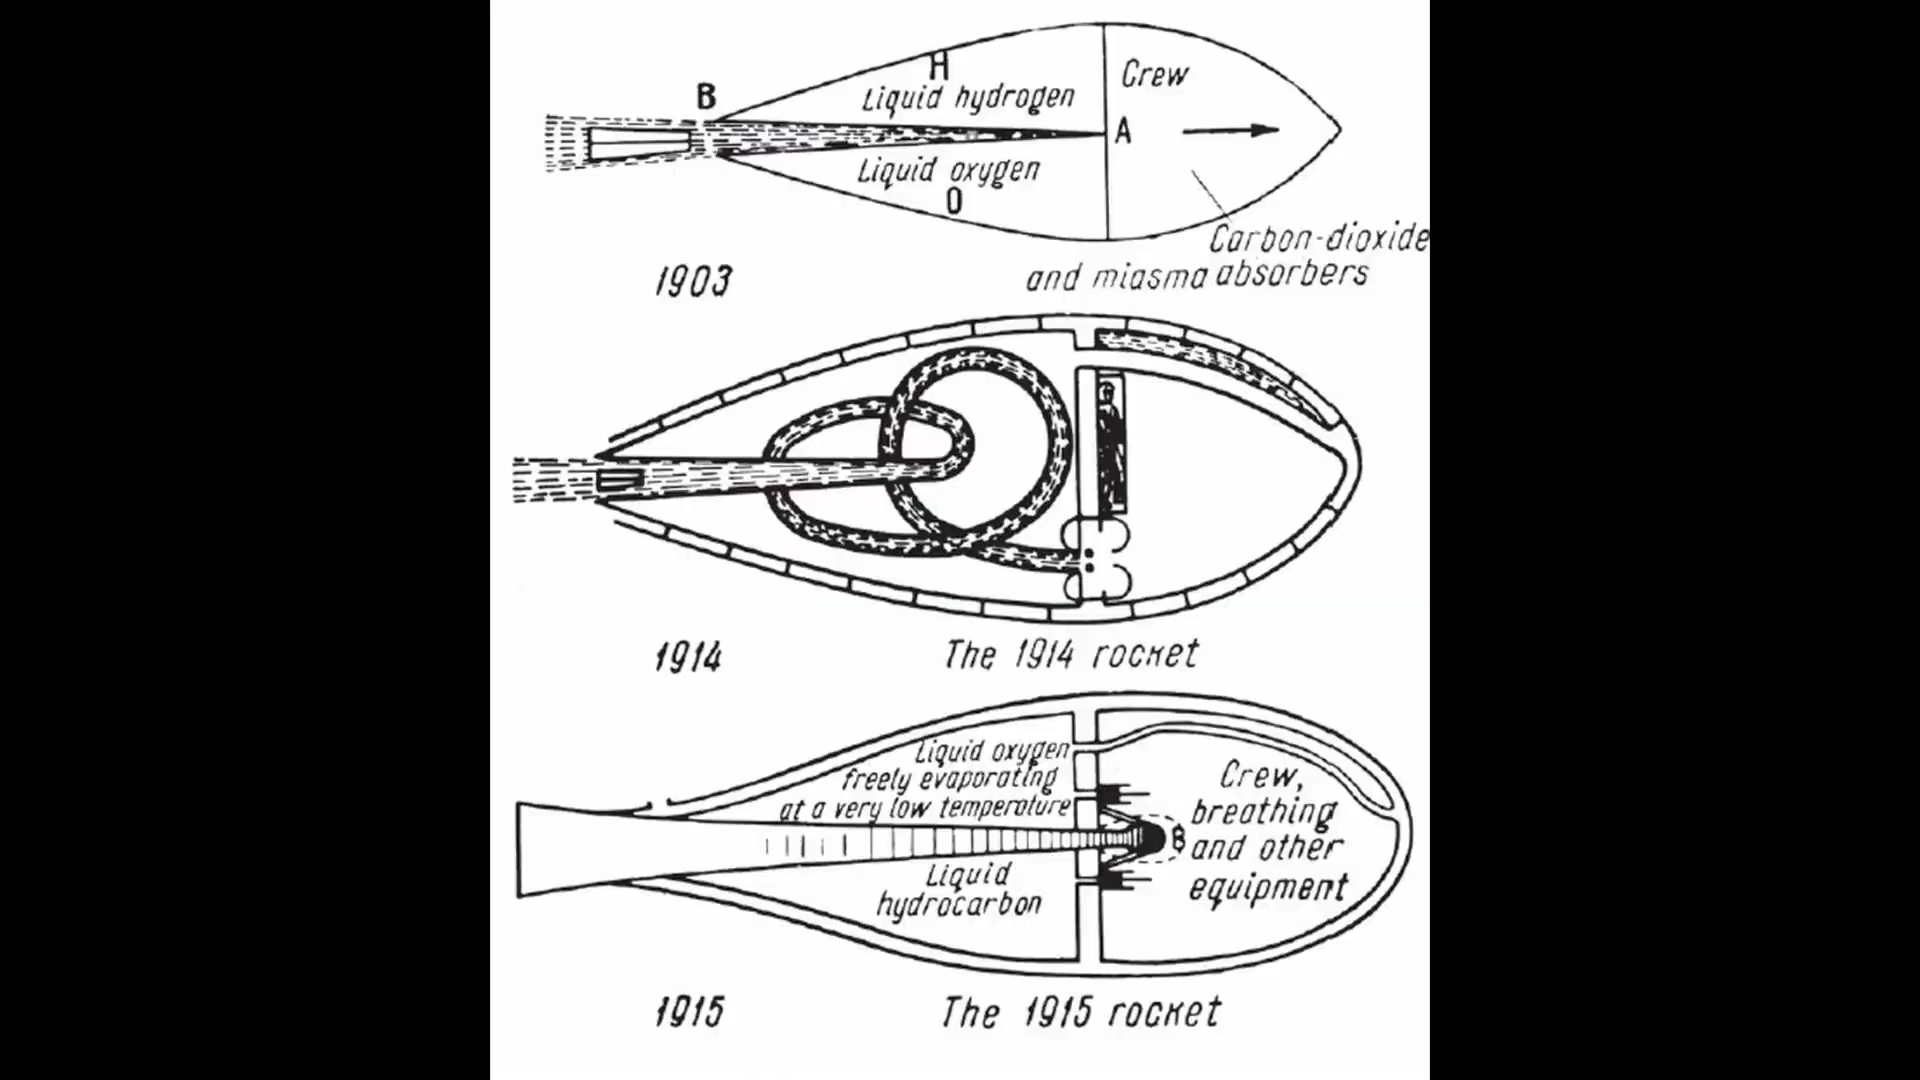 H
Crew
B
Liquid hydrogen
A
Liquid oxygen
O
Carbon-dioxide
and miasma absorbers
1903
1914
The 1914 rocket
Liquid oxygen
freely evaporating
at a very low temperature
Crew,
breathing
B and other
equipment
Liquid
hydrocarbon
1915
The 1915 rocket